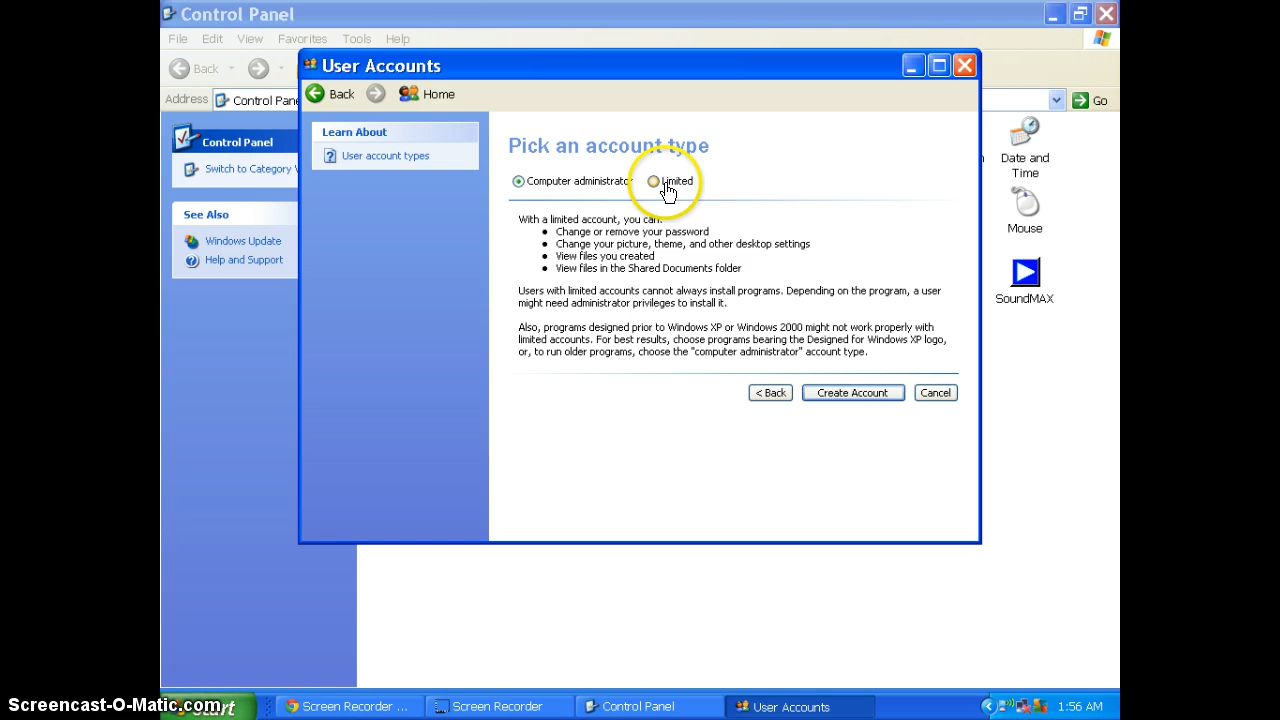 Control Panel
File Edit View Favorites Tools Help
Back
Address Control Pane
Go
User Accounts
Back Home
Learn About
User account types
Control Panel
Switch to Category V
See Also
Windows Update
Help and Support
Pick an account type
Computer administrator Limited
With a limited account, you can:
• Change or remove your password
• Change your picture, theme, and other desktop settings
• View files you created
• View files in the Shared Documents folder
Users with limited accounts cannot always install programs. Depending on the program, a user
might need administrator privileges to install it.
Also, programs designed prior to Windows XP or Windows 2000 might not work properly with
limited accounts. For best results, choose programs bearing the Designed for Windows XP logo,
or, to run older programs, choose the "computer administrator" account type.
< Back Create Account Cancel
Date and
Time
Mouse
SoundMAX
Screencast-O-Matic.com
start
Screen Recorder ... Screen Recorder Control Panel User Accounts 1:56 AM